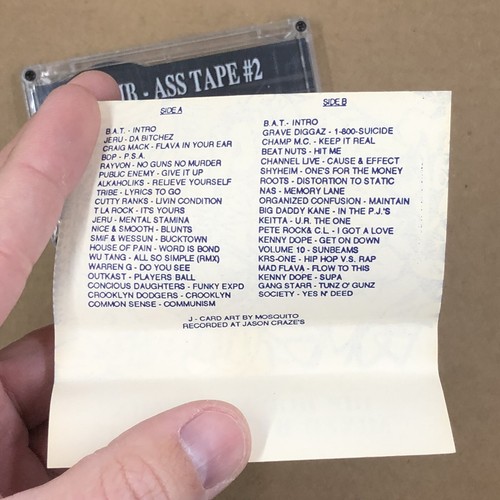 IR - ASS TAPE #2
SIDE A
B.A.T. - INTRO
JERU - DA BITCHEZ
CRAIG MACK - FLAVA IN YOUR EAR
BDP - P.S.A.
RAYVON - NO GUNS NO MURDER
PUBLIC ENEMY - GIVE IT UP
ALKAHOLIKS - RELIEVE YOURSELF
TRIBE - LYRICS TO GO
CUTTY RANKS - LIVIN CONDITION
T LA ROCK - IT'S YOURS
JERU - MENTAL STAMINA
NICE & SMOOTH - BLUNTS
SMIF & WESSUN - BUCKTOWN
HOUSE OF PAIN - WORD IS BOND
WU TANG - ALL SO SIMPLE (RMX)
WARREN G - DO YOU SEE
OUTKAST - PLAYERS BALL
CONCIOUS DAUGHTERS - FUNKY EXPD
CROOKLYN DODGERS - CROOKLYN
COMMON SENSE - COMMUNISM
SIDE B
B.A.T. - INTRO
GRAVE DIGGAZ - 1-800-SUICIDE
CHAMP M.C. - KEEP IT REAL
BEAT NUTS - HIT ME
CHANNEL LIVE - CAUSE & EFFECT
SHYHEIM - ONE'S FOR THE MONEY
ROOTS - DISTORTION TO STATIC
NAS - MEMORY LANE
ORGANIZED CONFUSION - MAINTAIN
BIG DADDY KANE - IN THE P.J.'S
KEITTA - U.R. THE ONE
PETE ROCK& C.L. - I GOT A LOVE
KENNY DOPE - GET ON DOWN
VOLUME 10 - SUNBEAMS
KRS-ONE - HIP HOP V.S. RAP
MAD FLAVA - FLOW TO THIS
KENNY DOPE - SUPA
GANG STARR - TUNZ O' GUNZ
SOCIETY - YES N' DEED
J - CARD ART BY MOSQUITO
RECORDED AT JASON CRAZE'S